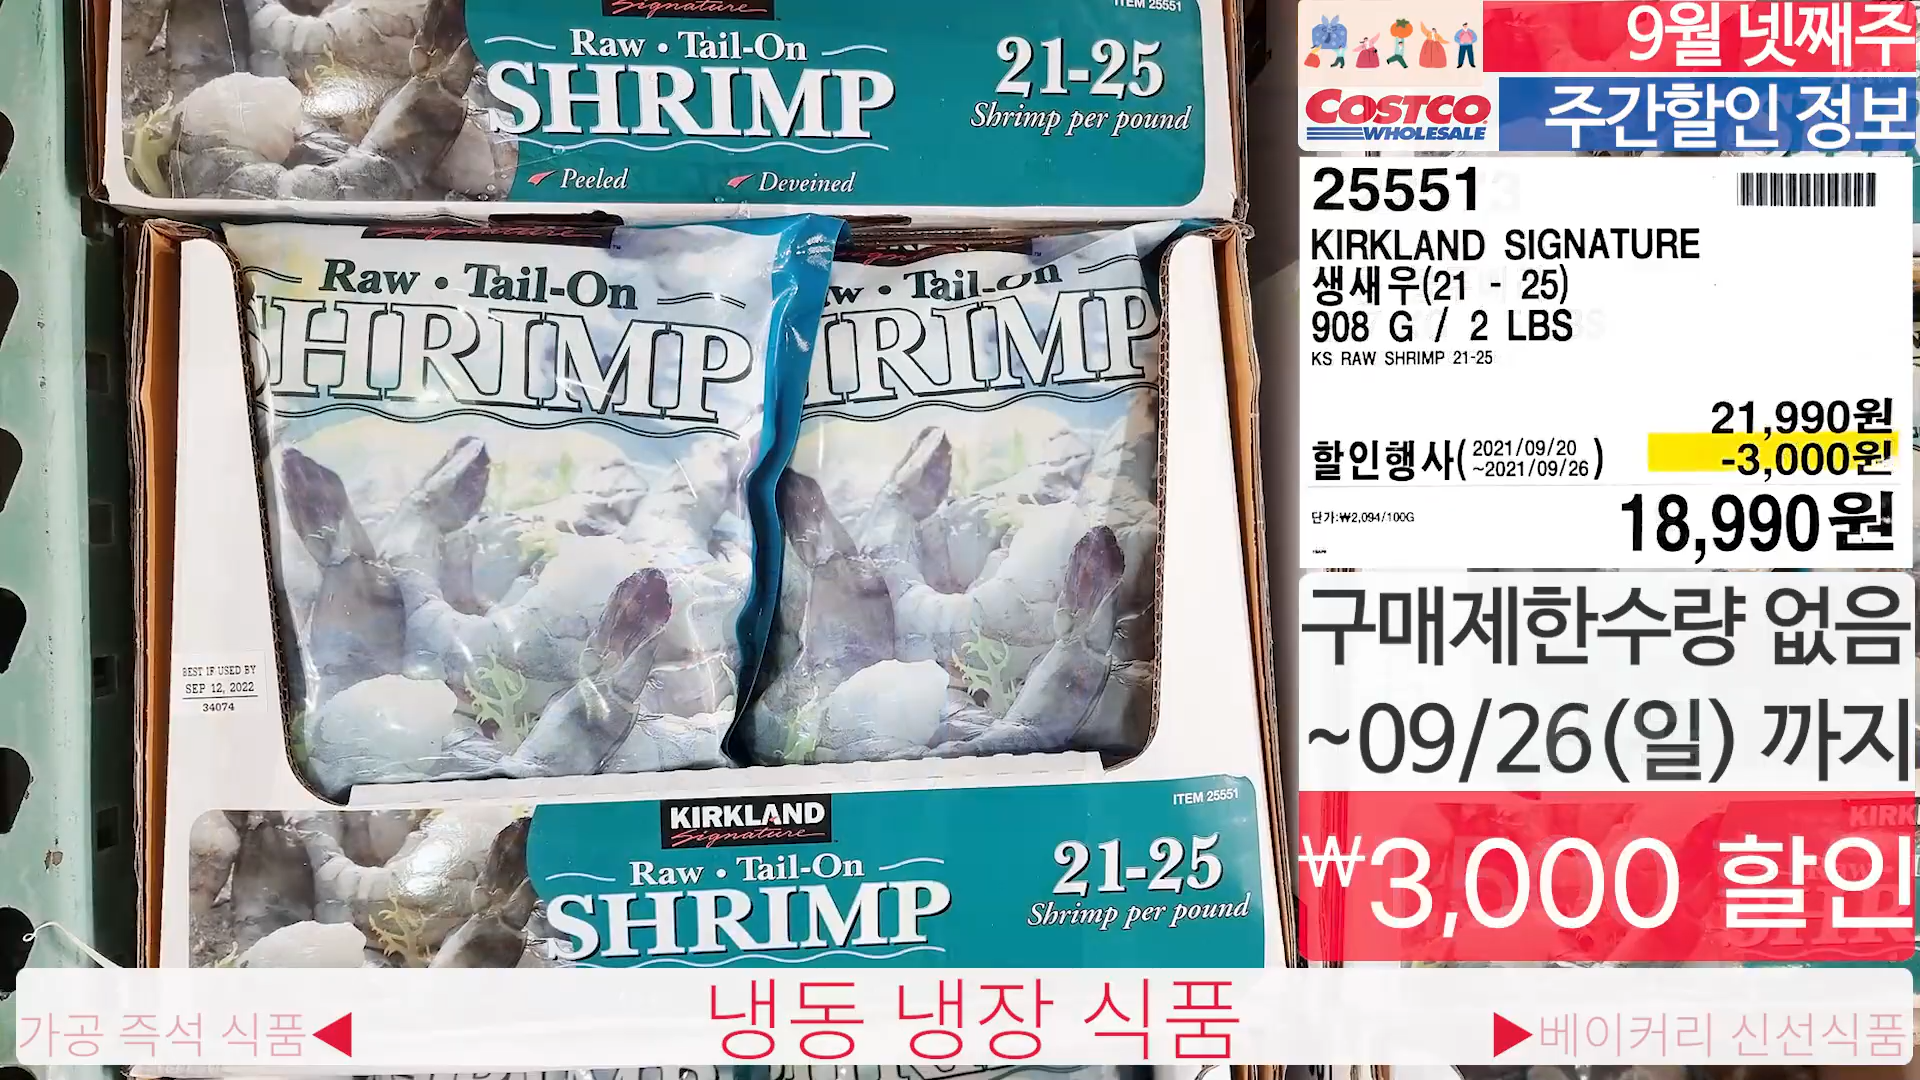 Signature
ITEM 25551
Raw • Tail-On
SHRIMP
21-25
Shrimp per pound
Peeled
Deveined
Raw • Tail-On
SHRIMP
Tail-On
BEST IF USED BY
SEP 12, 2022
34074
KIRKLAND
Signature
ITEM 25551
Raw • Tail-On
SHRIMP
21-25
Shrimp per pound
9월 넷째주
COSTCO
WHOLESALE
주간할인 정보
25551
KIRKLAND SIGNATURE
생새우(21 - 25)
908 G / 2 LBS
KS RAW SHRIMP 21-25
21,990원
할인행사( 2021/09/20 ~2021/09/26 ) -3,000원
단가:₩2,094/100G
18,990원
구매제한수량 없음
~09/26(일) 까지
₩3,000 할인
가공 즉석 식품◀
냉동 냉장 식품
▶베이커리 신선식품